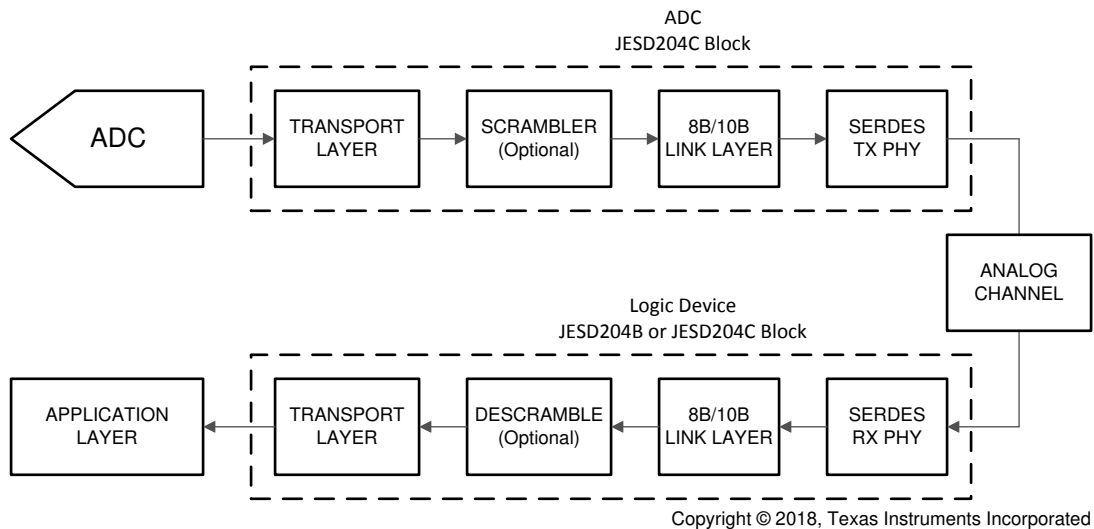 ADC
JESD204C Block
ADC
TRANSPORT
LAYER
SCRAMBLER
(Optional)
8B/10B
LINK LAYER
SERDES
TX PHY
ANALOG
CHANNEL
Logic Device
JESD204B or JESD204C Block
APPLICATION
LAYER
TRANSPORT
LAYER
DESCRAMBLE
(Optional)
8B/10B
LINK LAYER
SERDES
RX PHY
Copyright © 2018, Texas Instruments Incorporated